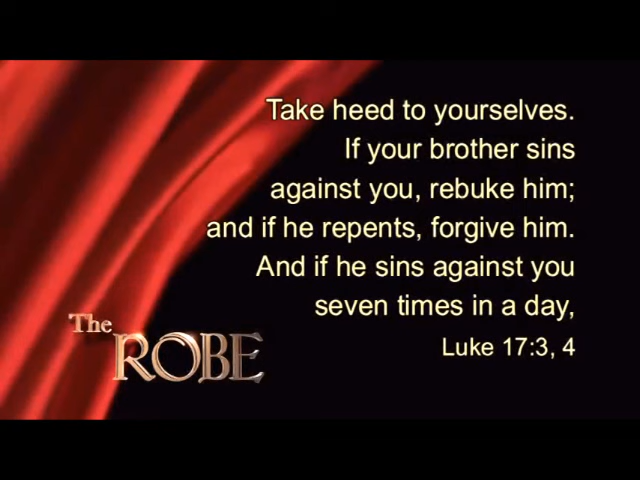 Take heed to yourselves.
If your brother sins
against you, rebuke him;
and if he repents, forgive him.
And if he sins against you
seven times in a day,
Luke 17:3, 4
The
ROBE